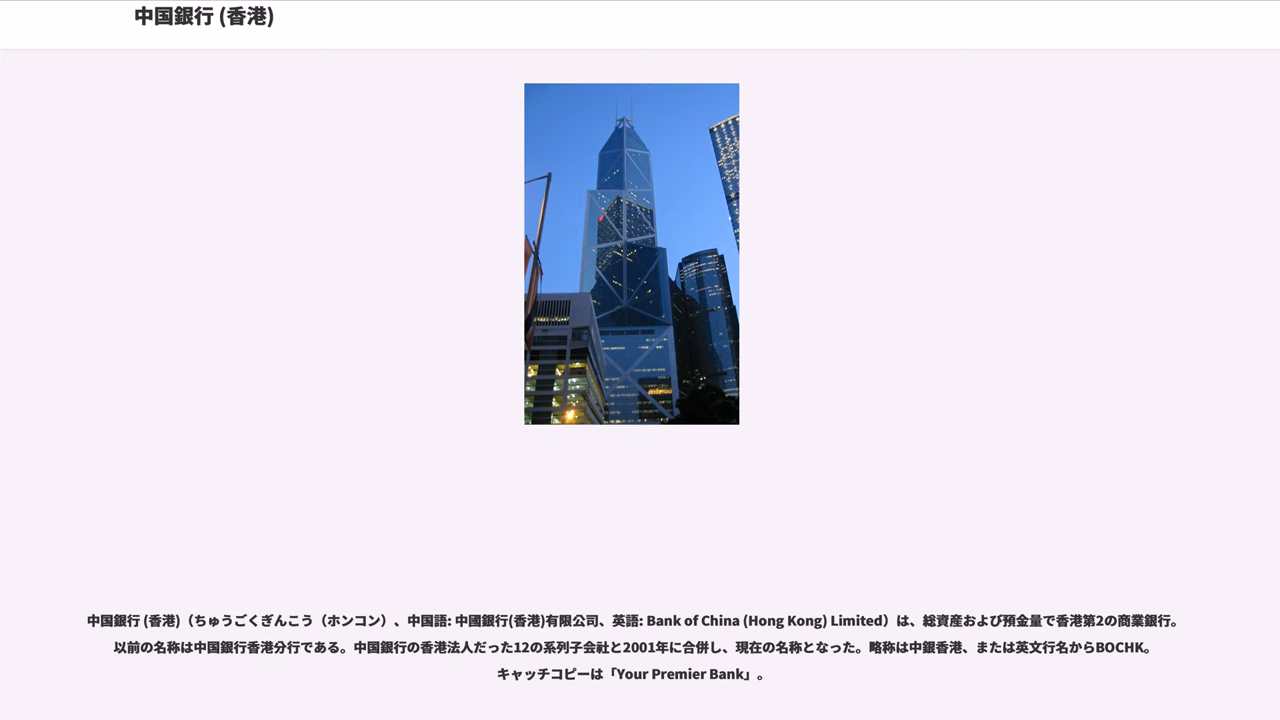 中国銀行 (香港)
中国銀行 (香港)（ちゅうごくぎんこう（ホンコン）、中国語: 中國銀行(香港)有限公司、英語: Bank of China (Hong Kong) Limited）は、総資産および預金量で香港第2の商業銀行。
以前の名称は中国銀行香港分行である。中国銀行の香港法人だった12の系列子会社と2001年に合併し、現在の名称となった。略称は中銀香港、または英文行名からBOCHK。
キャッチコピーは「Your Premier Bank」。